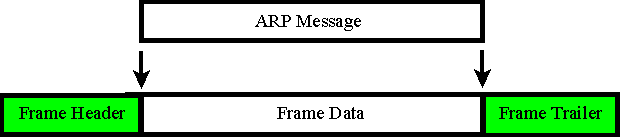 ARP Message
Frame Header
Frame Data
Frame Trailer